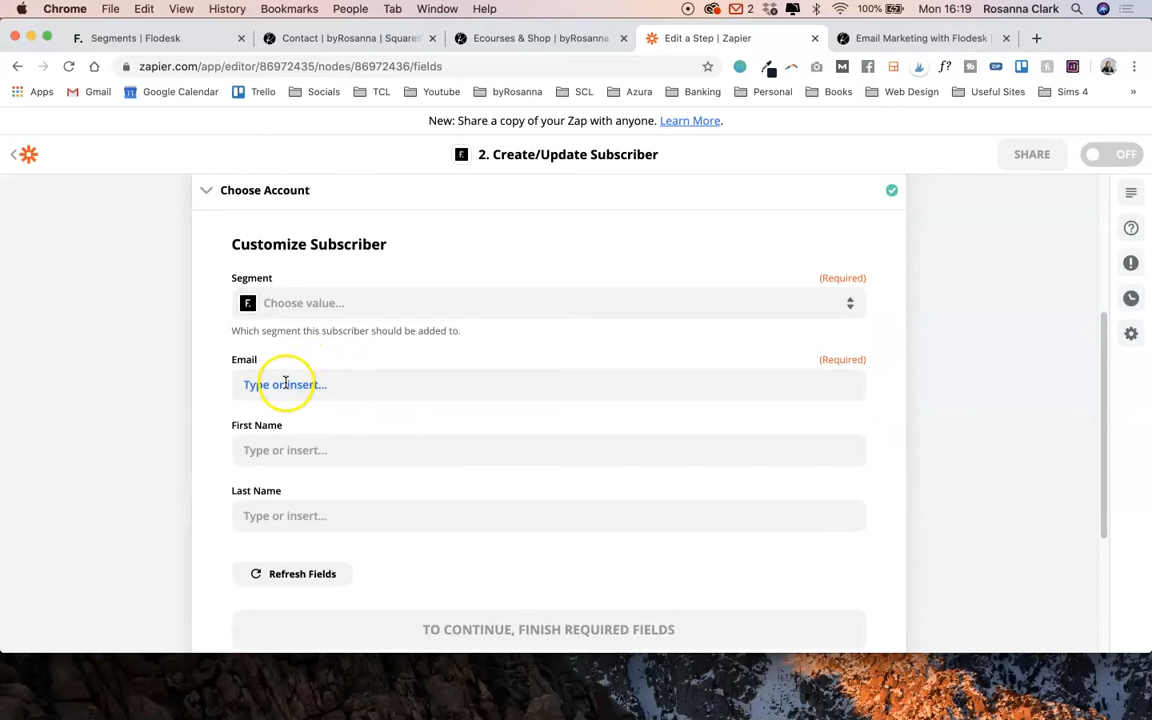 Chrome File Edit View History Bookmarks People Tab Window Help 2 100% Mon 16:19 Rosanna Clark
F. Segments | Flodesk Contact | byRosanna — Squares Ecourses & Shop | byRosanna Edit a Step | Zapier Email Marketing with Flodesk |
zapier.com/app/editor/86972435/nodes/86972436/fields f?
Apps Gmail Google Calendar Trello Socials TCL Youtube byRosanna SCL Azura Banking Personal Books Web Design Useful Sites Sims 4 »
New: Share a copy of your Zap with anyone. Learn More.
F. 2. Create/Update Subscriber SHARE OFF
Choose Account
Customize Subscriber
Segment (Required)
F. Choose value...
Which segment this subscriber should be added to.
Email (Required)
Type or insert...
First Name
Type or insert...
Last Name
Type or insert...
Refresh Fields
TO CONTINUE, FINISH REQUIRED FIELDS